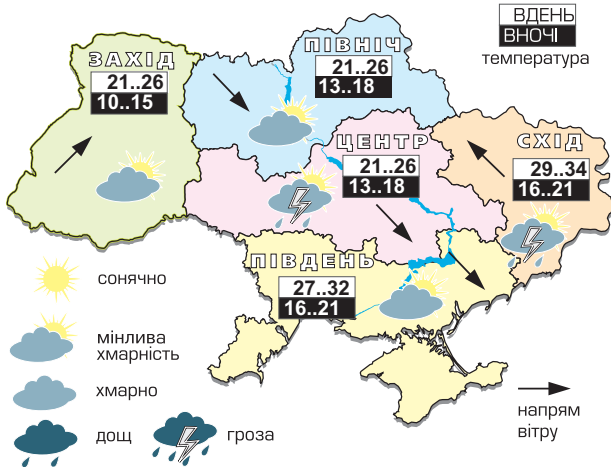 ВДЕНЬ
ВНОЧІ
температура
ЗАХІД
21..26
10..15
ПІВНІЧ
21..26
13..18
ЦЕНТР
21..26
13..18
СХІД
29..34
16..21
ПІВДЕНЬ
27..32
16..21
сонячно
мінлива
хмарність
хмарно
дощ
гроза
напрям
вітру